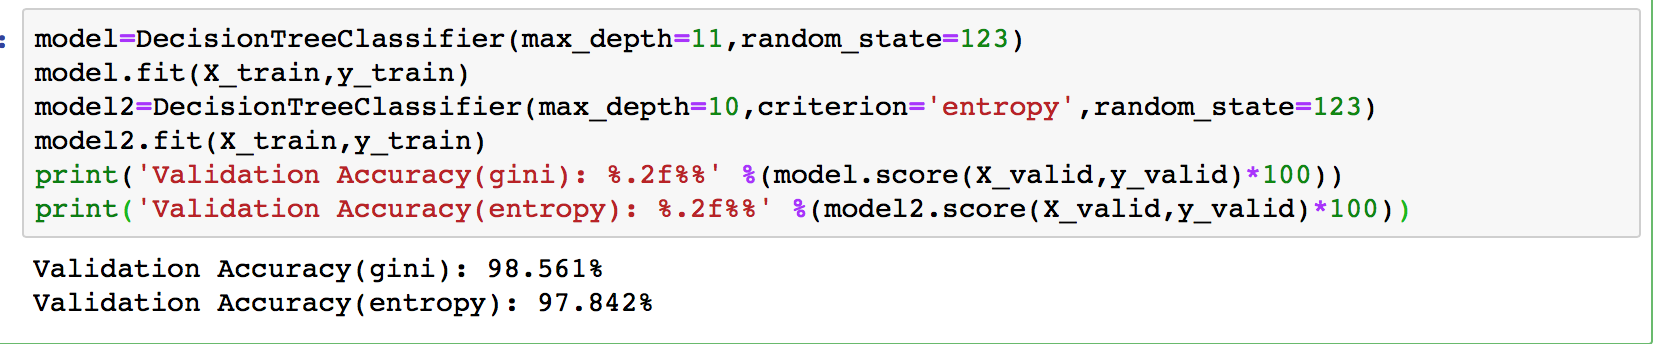 :
model=DecisionTreeClassifier(max_depth=11,random_state=123)
model.fit(X_train,y_train)
model2=DecisionTreeClassifier(max_depth=10,criterion='entropy',random_state=123)
model2.fit(X_train,y_train)
print('Validation Accuracy(gini): %.2f%%' %(model.score(X_valid,y_valid)*100))
print('Validation Accuracy(entropy): %.2f%%' %(model2.score(X_valid,y_valid)*100))
Validation Accuracy(gini): 98.561%
Validation Accuracy(entropy): 97.842%